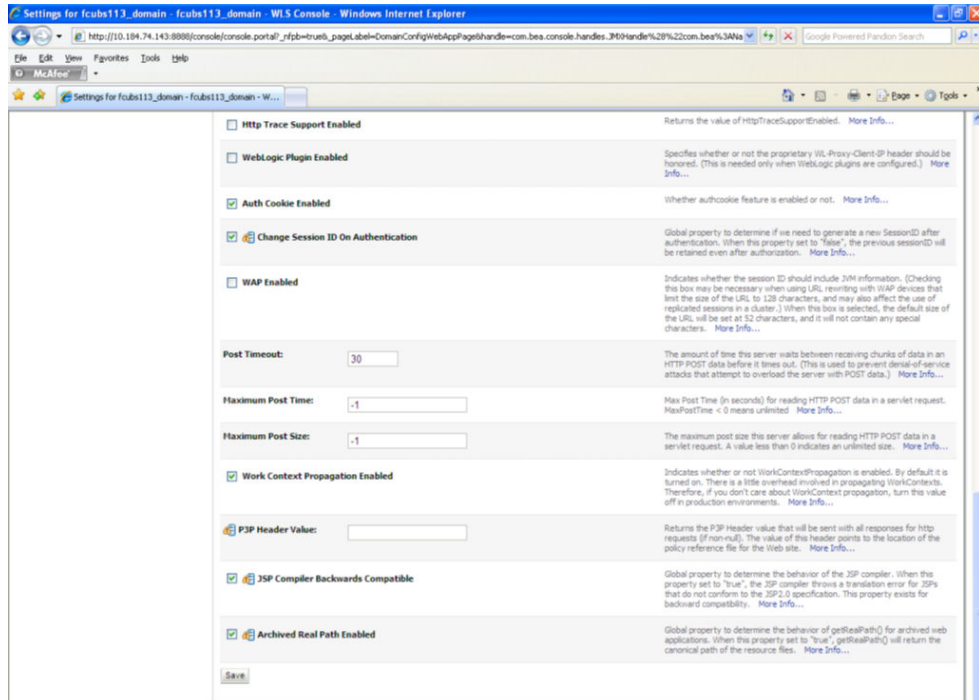 Settings for fcubs113_domain - fcubs113_domain - WLS Console - Windows Internet Explorer
http://10.184.74.143:8888/console/console.portal?_nfpb=true&_pageLabel=DomainConfigWebAppPage&handle=com.bea.console.handles.JMXHandle%28%22com.bea%3ANa
Google Powered Pandion Search
File Edit View Favorites Tools Help
McAfee
Settings for fcubs113_domain - fcubs113_domain - W...
Page Tools
Http Trace Support Enabled
Returns the value of HttpTraceSupportEnabled. More Info...
WebLogic Plugin Enabled
Specifies whether or not the proprietary WL-Proxy-Client-IP header should be
honored. (This is needed only when WebLogic plugins are configured.) More
Info...
Auth Cookie Enabled
Whether authcookie feature is enabled or not. More Info...
Change Session ID On Authentication
Global property to determine if we need to generate a new SessionID after
authentication. When this property set to "false", the previous sessionID will
be retained even after authorization. More Info...
WAP Enabled
Indicates whether the session ID should include JVM information. (Checking
this box may be necessary when using URL rewriting with WAP devices that
limit the size of the URL to 128 characters, and may also affect the use of
replicated sessions in a cluster.) When this box is selected, the default size of
the URL will be set at 52 characters, and it will not contain any special
characters. More Info...
Post Timeout:
30
The amount of time this server waits between receiving chunks of data in an
HTTP POST data before it times out. (This is used to prevent denial-of-service
attacks that attempt to overload the server with POST data.) More Info...
Maximum Post Time:
-1
Max Post Time (in seconds) for reading HTTP POST data in a servlet request.
MaxPostTime < 0 means unlimited More Info...
Maximum Post Size:
-1
The maximum post size this server allows for reading HTTP POST data in a
servlet request. A value less than 0 indicates an unlimited size. More Info...
Work Context Propagation Enabled
Indicates whether or not WorkContextPropagation is enabled. By default it is
turned on. There is a little overhead involved in propagating WorkContexts.
Therefore, if you don't care about WorkContext propagation, turn this value
off in production environments. More Info...
P3P Header Value:
Returns the P3P Header value that will be sent with all responses for http
requests (if non-null). The value of this header points to the location of the
policy reference file for the Web site. More Info...
JSP Compiler Backwards Compatible
Global property to determine the behavior of the JSP compiler. When this
property set to "true", the JSP compiler throws a translation error for JSPs
that do not conform to the JSP2.0 specification. This property exists for
backward compatibility. More Info...
Archived Real Path Enabled
Global property to determine the behavior of getRealPath() for archived web
applications. When this property set to "true", getRealPath() will return the
canonical path of the resource files. More Info...
Save